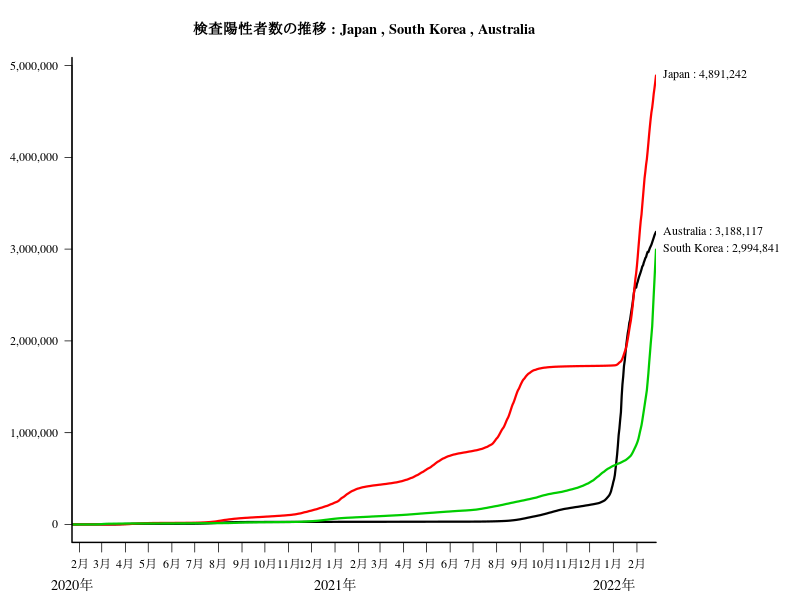 検査陽性者数の推移 : Japan , South Korea , Australia
5,000,000
Japan : 4,891,242
4,000,000
Australia : 3,188,117
3,000,000
South Korea : 2,994,841
2,000,000
1,000,000
0
2月 3月 4月 5月 6月 7月 8月 9月 10月 11月 12月 1月 2月 3月 4月 5月 6月 7月 8月 9月 10月 11月 12月 1月 2月
2020年 2021年 2022年